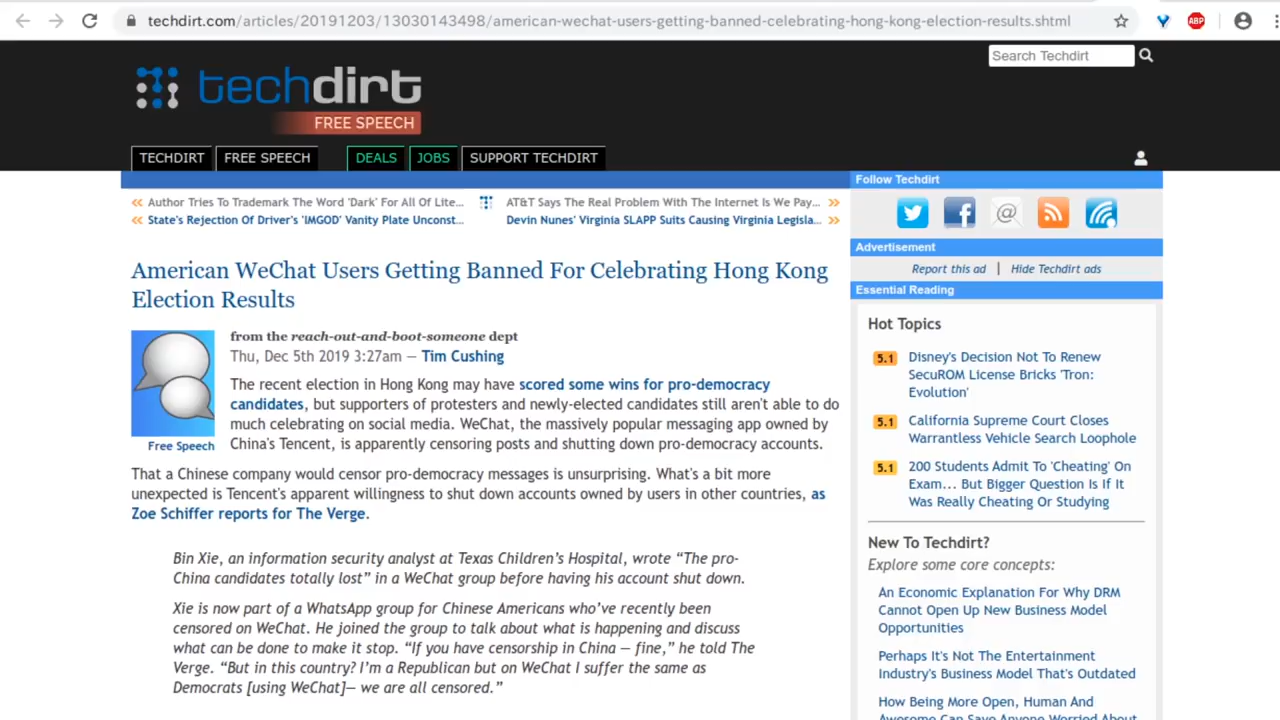 techdirt.com/articles/20191203/13030143498/american-wechat-users-getting-banned-celebrating-hong-kong-election-results.shtml
ABP
Search Techdirt
techdirt
FREE SPEECH
TECHDIRT
FREE SPEECH
DEALS
JOBS
SUPPORT TECHDIRT
« Author Tries To Trademark The Word 'Dark' For All Of Lite...
AT&T Says The Real Problem With The Internet Is We Pay... »
« State's Rejection Of Driver's 'IMGOD' Vanity Plate Unconst...
Devin Nunes' Virginia SLAPP Suits Causing Virginia Legisla... »
American WeChat Users Getting Banned For Celebrating Hong Kong
Election Results
from the reach-out-and-boot-someone dept
Thu, Dec 5th 2019 3:27am — Tim Cushing
The recent election in Hong Kong may have scored some wins for pro-democracy
candidates, but supporters of protesters and newly-elected candidates still aren't able to do
much celebrating on social media. WeChat, the massively popular messaging app owned by
China's Tencent, is apparently censoring posts and shutting down pro-democracy accounts.
Free Speech
That a Chinese company would censor pro-democracy messages is unsurprising. What's a bit more
unexpected is Tencent's apparent willingness to shut down accounts owned by users in other countries, as
Zoe Schiffer reports for The Verge.
Bin Xie, an information security analyst at Texas Children's Hospital, wrote “The pro-
China candidates totally lost” in a WeChat group before having his account shut down.
Xie is now part of a WhatsApp group for Chinese Americans who've recently been
censored on WeChat. He joined the group to talk about what is happening and discuss
what can be done to make it stop. “If you have censorship in China — fine,” he told The
Verge. “But in this country? I'm a Republican but on WeChat I suffer the same as
Democrats [using WeChat]— we are all censored.”
Follow Techdirt
Advertisement
Report this ad | Hide Techdirt ads
Essential Reading
Hot Topics
5.1 Disney's Decision Not To Renew
SecuROM License Bricks 'Tron:
Evolution'
5.1 California Supreme Court Closes
Warrantless Vehicle Search Loophole
5.1 200 Students Admit To 'Cheating' On
Exam... But Bigger Question Is If It
Was Really Cheating Or Studying
New To Techdirt?
Explore some core concepts:
An Economic Explanation For Why DRM
Cannot Open Up New Business Model
Opportunities
Perhaps It's Not The Entertainment
Industry's Business Model That's Outdated
How Being More Open, Human And
Awesome Can Save Anyone Worried About